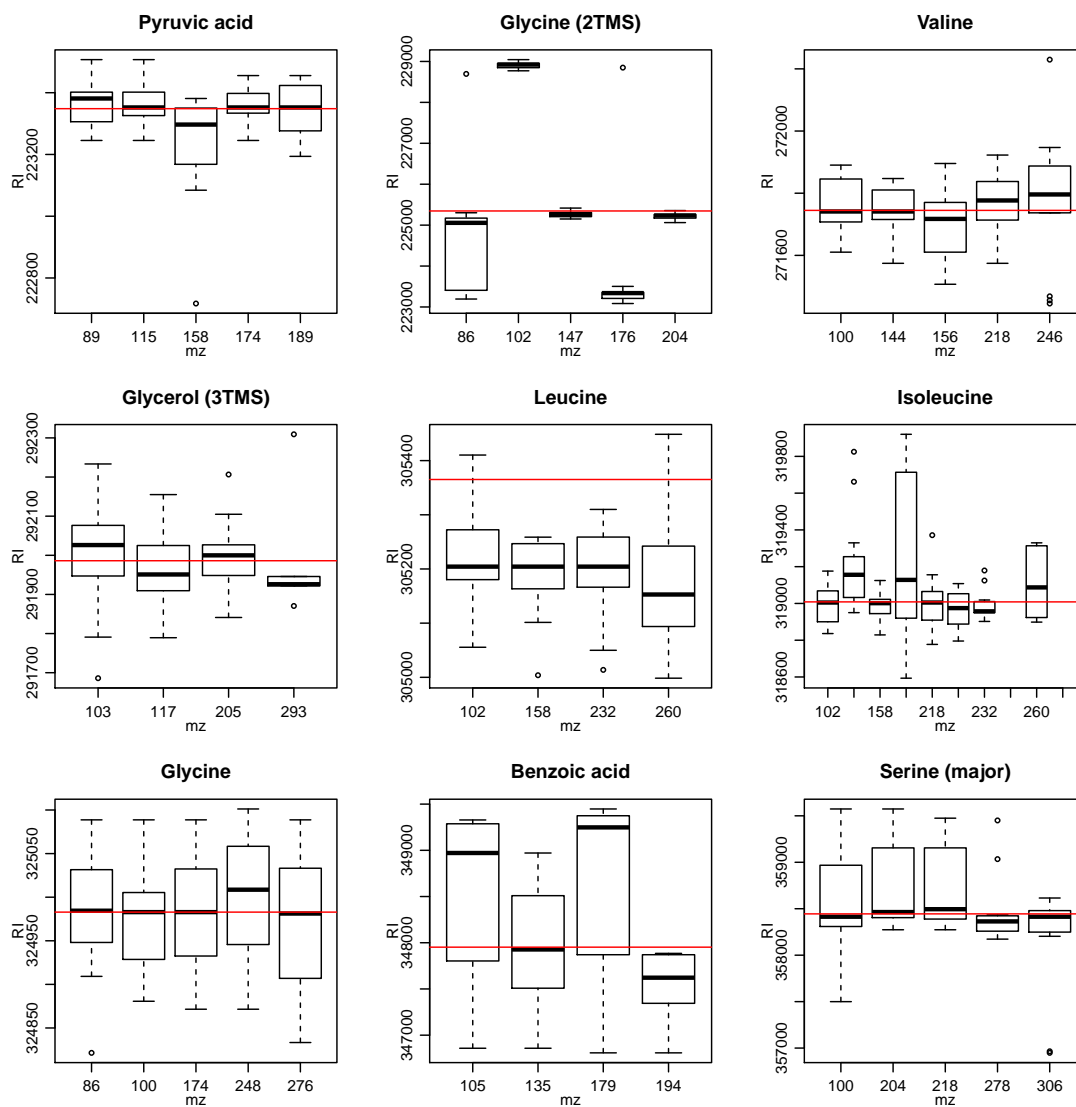 Pyruvic acid
RI
222800
223200
89 115 158 174 189
mz
Glycine (2TMS)
RI
223000 225000 227000 229000
86 102 147 176 204
mz
Valine
RI
271600 272000
100 144 156 218 246
mz
Glycerol (3TMS)
RI
291700 291900 292100 292300
103 117 205 293
mz
Leucine
RI
305000 305200 305400
102 158 232 260
mz
Isoleucine
RI
318600 319000 319400 319800
102 158 218 232 260
mz
Glycine
RI
324850 324950 325050
86 100 174 248 276
mz
Benzoic acid
RI
347000 348000 349000
105 135 179 194
mz
Serine (major)
RI
357000 358000 359000
100 204 218 278 306
mz